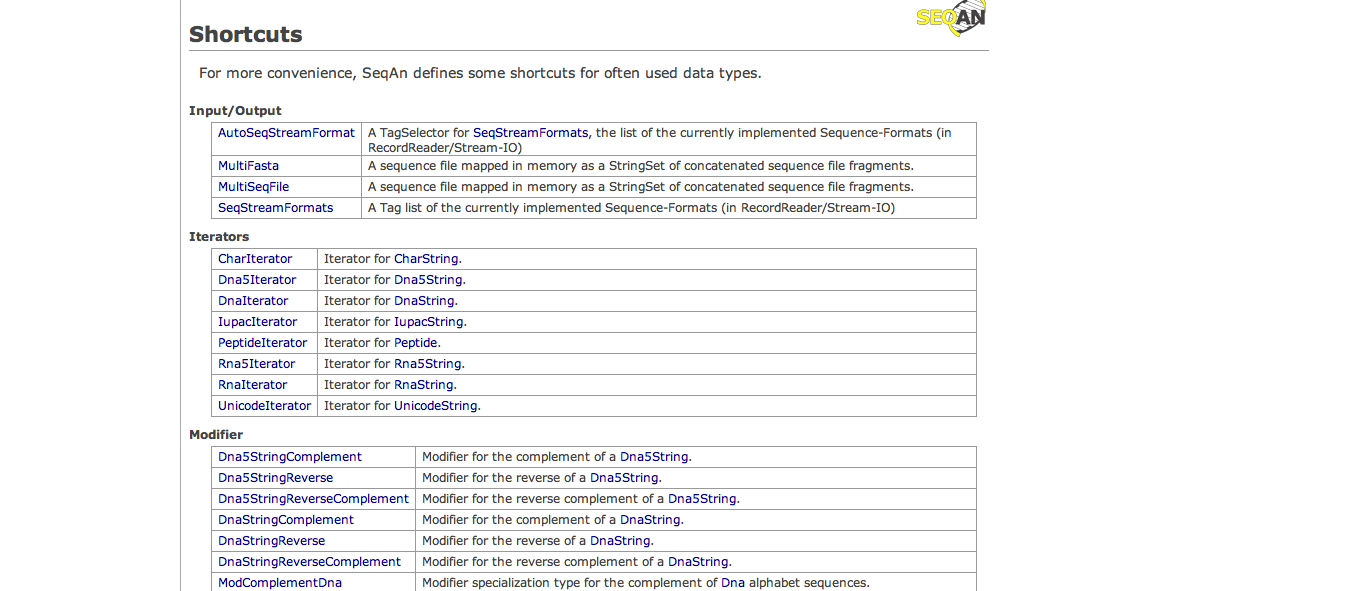 SEQAN
Shortcuts
For more convenience, SeqAn defines some shortcuts for often used data types.
Input/Output
AutoSeqStreamFormat A TagSelector for SeqStreamFormats, the list of the currently implemented Sequence-Formats (in
RecordReader/Stream-IO)
MultiFasta A sequence file mapped in memory as a StringSet of concatenated sequence file fragments.
MultiSeqFile A sequence file mapped in memory as a StringSet of concatenated sequence file fragments.
SeqStreamFormats A Tag list of the currently implemented Sequence-Formats (in RecordReader/Stream-IO)
Iterators
CharIterator Iterator for CharString.
Dna5Iterator Iterator for Dna5String.
DnaIterator Iterator for DnaString.
IupacIterator Iterator for IupacString.
PeptideIterator Iterator for Peptide.
Rna5Iterator Iterator for Rna5String.
RnaIterator Iterator for RnaString.
UnicodeIterator Iterator for UnicodeString.
Modifier
Dna5StringComplement Modifier for the complement of a Dna5String.
Dna5StringReverse Modifier for the reverse of a Dna5String.
Dna5StringReverseComplement Modifier for the reverse complement of a Dna5String.
DnaStringComplement Modifier for the complement of a DnaString.
DnaStringReverse Modifier for the reverse of a DnaString.
DnaStringReverseComplement Modifier for the reverse complement of a DnaString.
ModComplementDna Modifier specialization type for the complement of Dna alphabet sequences.